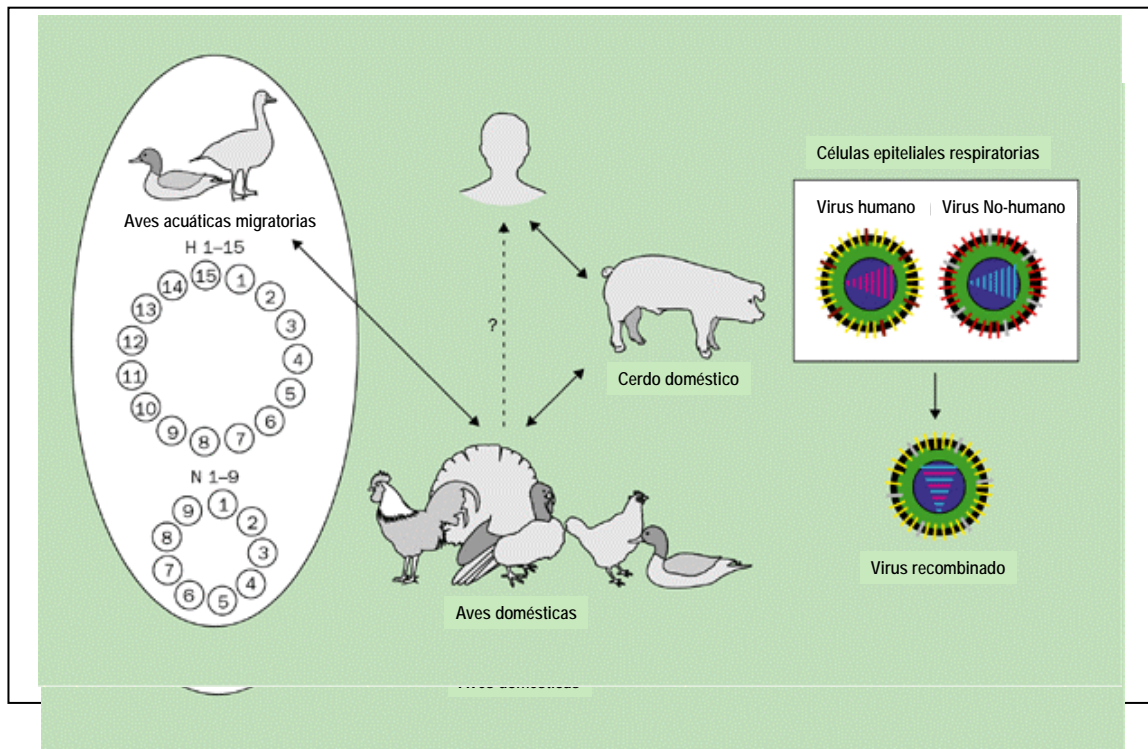 Aves acuáticas migratorias
H 1–15
15
1
2
3
4
5
6
7
8
9
10
11
12
13
14
N 1–9
1
2
3
4
5
6
7
8
9
?
Cerdo doméstico
Aves domésticas
Células epiteliales respiratorias
Virus humano
Virus No-humano
Virus recombinado
Aves domésticas